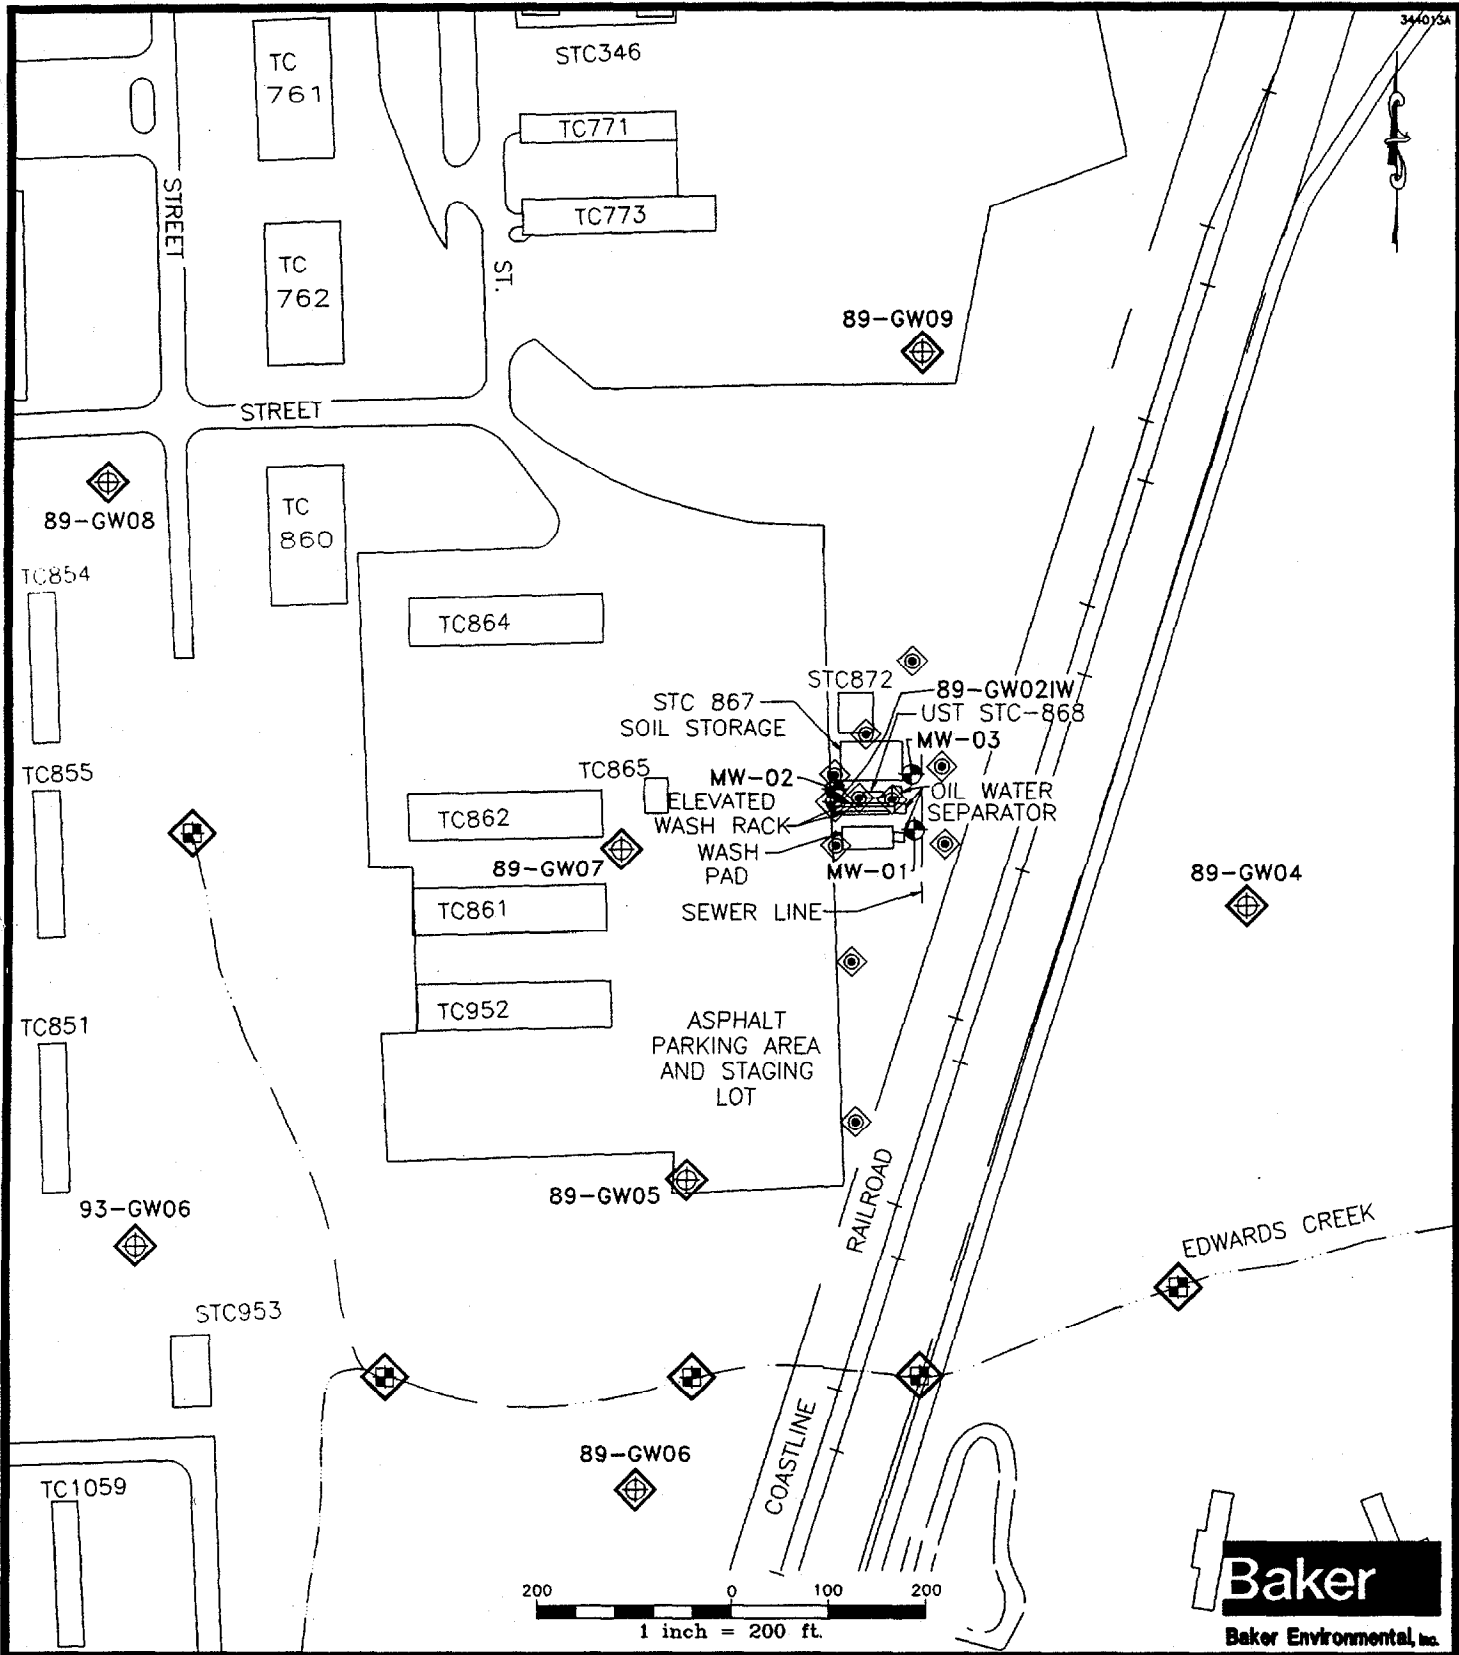 344013A
STC346
TC
761
TC771
STREET
TC773
TC
762
ST.
89-GW09
STREET
89-GW08
TC
860
TC854
TC864
STC872
89-GW02IW
STC 867
SOIL STORAGE
UST STC-868
MW-03
TC855
TC865
MW-02
OIL WATER
SEPARATOR
ELEVATED
WASH RACK
TC862
WASH
PAD
89-GW07
MW-01
89-GW04
TC861
SEWER LINE
TC952
TC851
ASPHALT
PARKING AREA
AND STAGING
LOT
89-GW05
RAILROAD
93-GW06
EDWARDS CREEK
STC953
COASTLINE
89-GW06
TC1059
200 0 100 200
1 inch = 200 ft.
Baker
Baker Environmental, Inc.